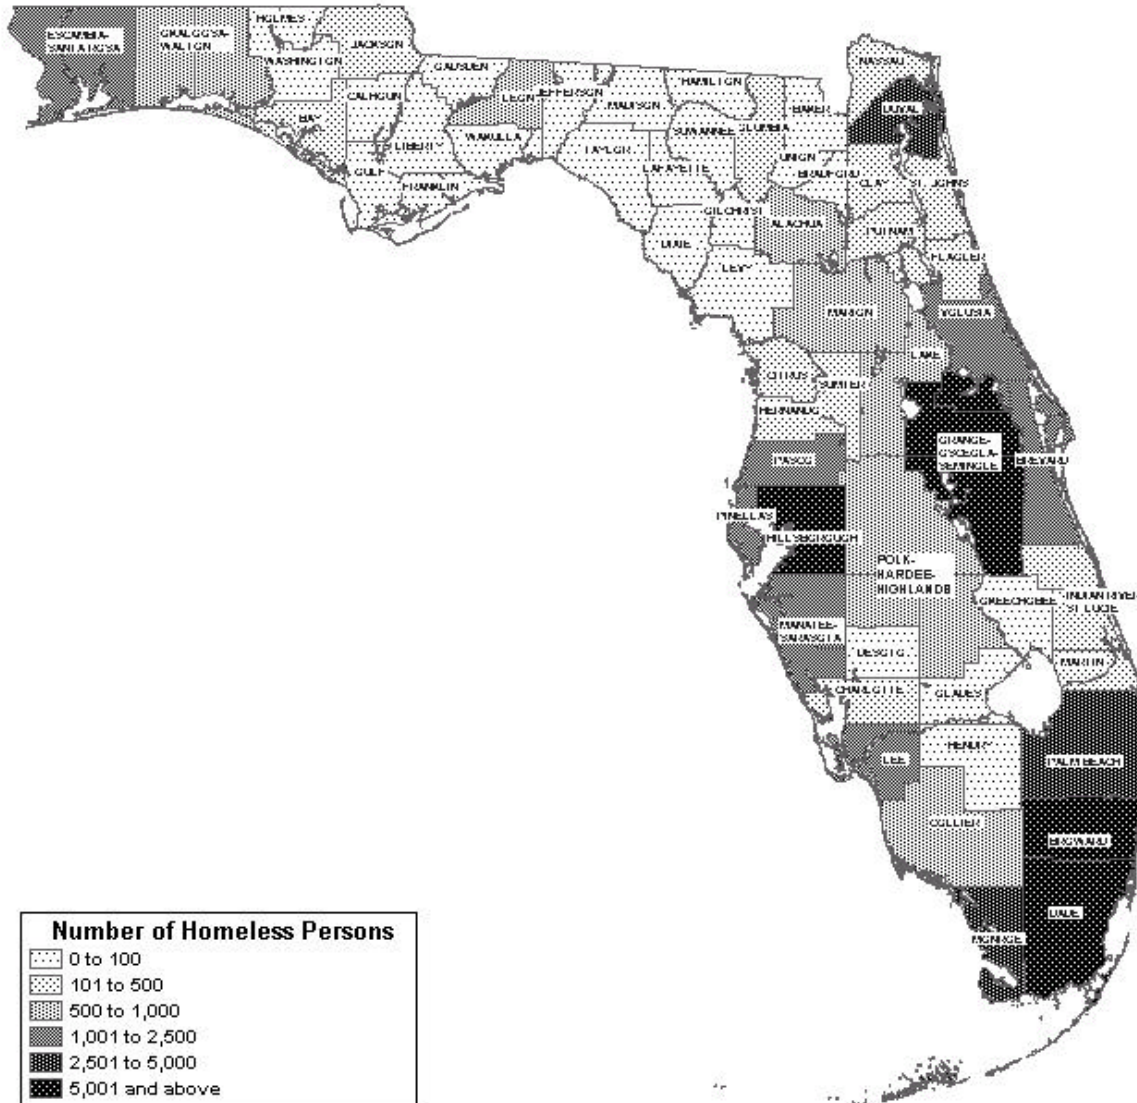 HOLMES
ESCAMBIA-
SANTA ROSA
OKALOOSA-
WALTON
JACKSON
WASHINGTON
NASSAU
GADSDEN
HAMILTON
LEON
JEFFERSON
MADISON
CALHOUN
BAKER
DUVAL
BAY
SUWANNEE
COLUMBIA
WAKULLA
LIBERTY
TAYLOR
UNION
LAFAYETTE
BRADFORD
GULF
FRANKLIN
CLAY
ST. JOHNS
GILCHRIST
ALACHUA
PUTNAM
DIXIE
FLAGLER
LEVY
MARION
VOLUSIA
LAKE
CITRUS
SUMTER
HERNANDO
ORANGE-
OSCEOLA-
SEMINOLE
PASCO
BREVARD
PINELLAS
HILLSBOROUGH
POLK-
HARDEE-
HIGHLANDS
INDIAN RIVER
OKEECHOBEE
ST. LUCIE
MANATEE-
SARASOTA
DESOTO
MARTIN
CHARLOTTE
GLADES
HENDRY
LEE
PALM BEACH
COLLIER
BROWARD
DADE
MONROE
Number of Homeless Persons
0 to 100
101 to 500
500 to 1,000
1,001 to 2,500
2,501 to 5,000
5,001 and above